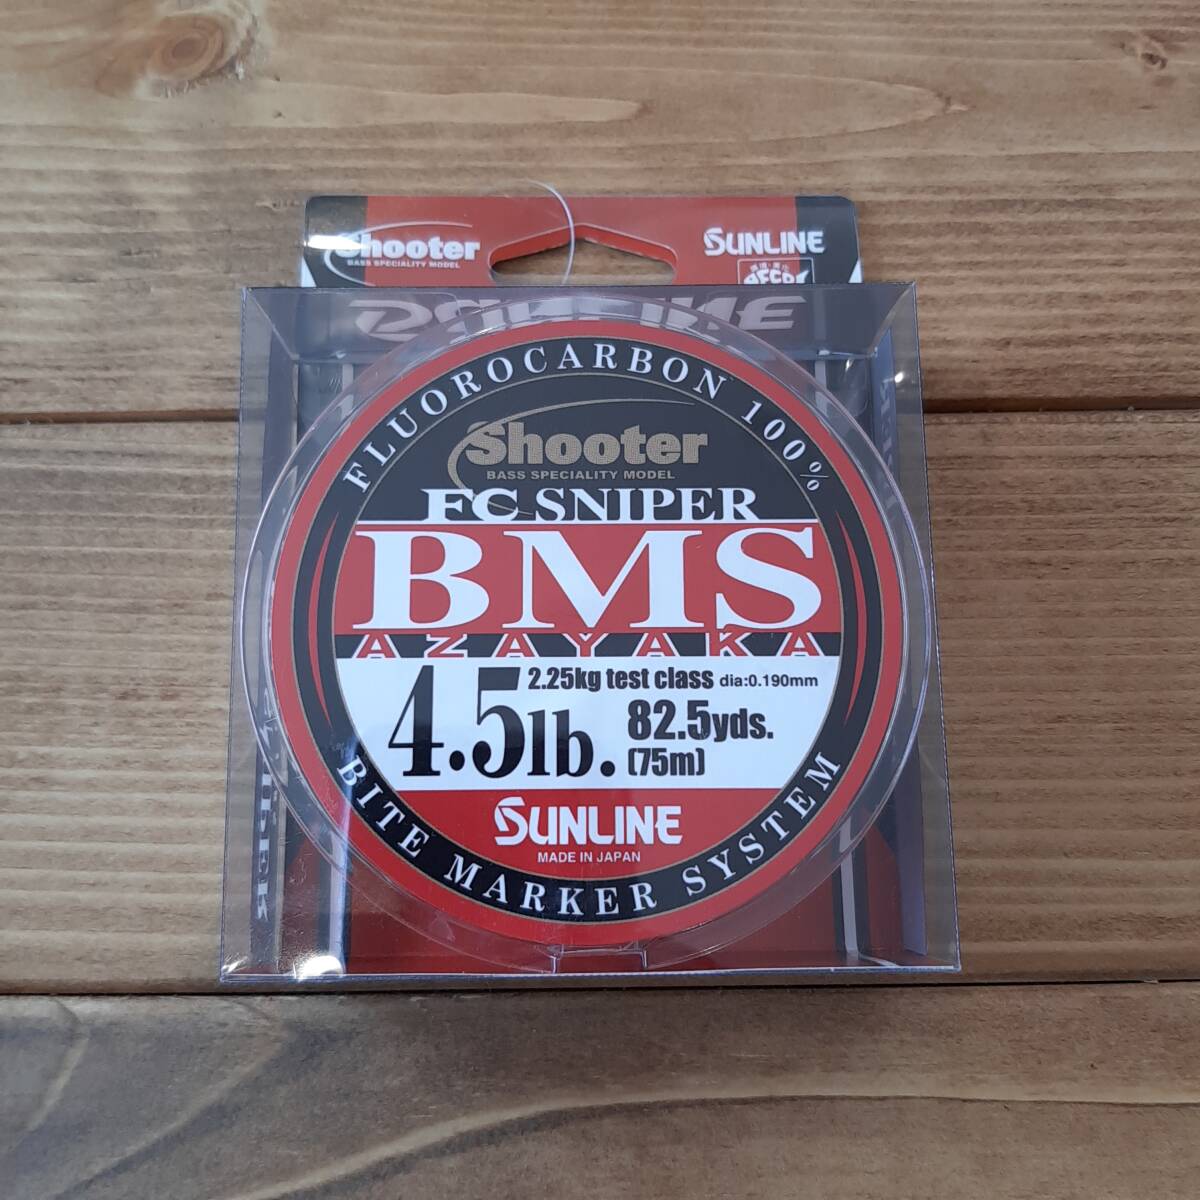 Shooter
BASS SPECIALITY MODEL
SUNLINE
SUNLINE
FLUOROCARBON 100%
Shooter
BASS SPECIALITY MODEL
FC SNIPER
BMS
AZAYAKA
4.5lb.
2.25kg test class dia:0.190mm
82.5yds.
(75m)
SUNLINE
MADE IN JAPAN
BITE MARKER SYSTEM